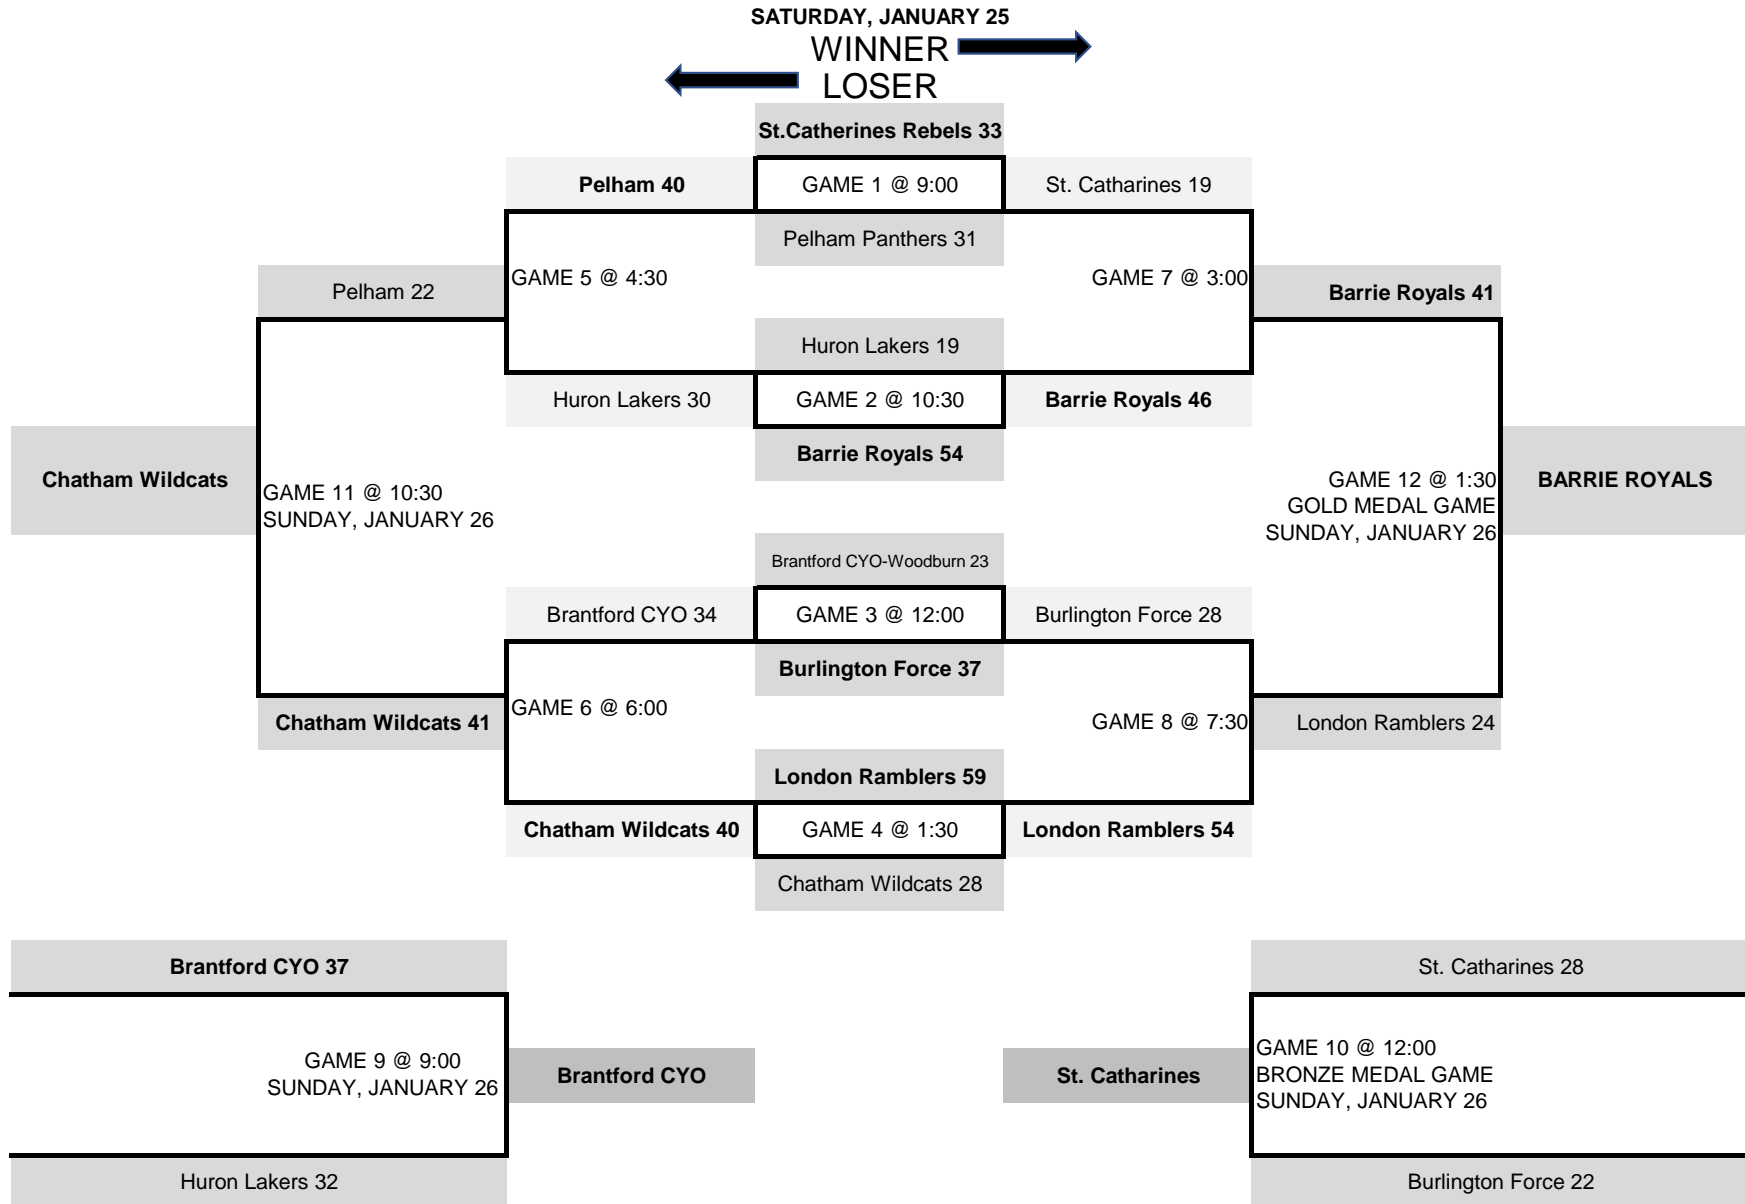 SATURDAY, JANUARY 25
WINNER
LOSER
St.Catherines Rebels 33
Pelham 40
GAME 1 @ 9:00
St. Catharines 19
Pelham Panthers 31
Pelham 22
GAME 5 @ 4:30
GAME 7 @ 3:00
Barrie Royals 41
Huron Lakers 19
Huron Lakers 30
GAME 2 @ 10:30
Barrie Royals 46
Barrie Royals 54
Chatham Wildcats
GAME 11 @ 10:30
SUNDAY, JANUARY 26
GAME 12 @ 1:30
GOLD MEDAL GAME
SUNDAY, JANUARY 26
BARRIE ROYALS
Brantford CYO-Woodburn 23
Brantford CYO 34
GAME 3 @ 12:00
Burlington Force 28
Burlington Force 37
Chatham Wildcats 41
GAME 6 @ 6:00
GAME 8 @ 7:30
London Ramblers 24
London Ramblers 59
Chatham Wildcats 40
GAME 4 @ 1:30
London Ramblers 54
Chatham Wildcats 28
Brantford CYO 37
St. Catharines 28
GAME 9 @ 9:00
SUNDAY, JANUARY 26
Brantford CYO
St. Catharines
GAME 10 @ 12:00
BRONZE MEDAL GAME
SUNDAY, JANUARY 26
Huron Lakers 32
Burlington Force 22